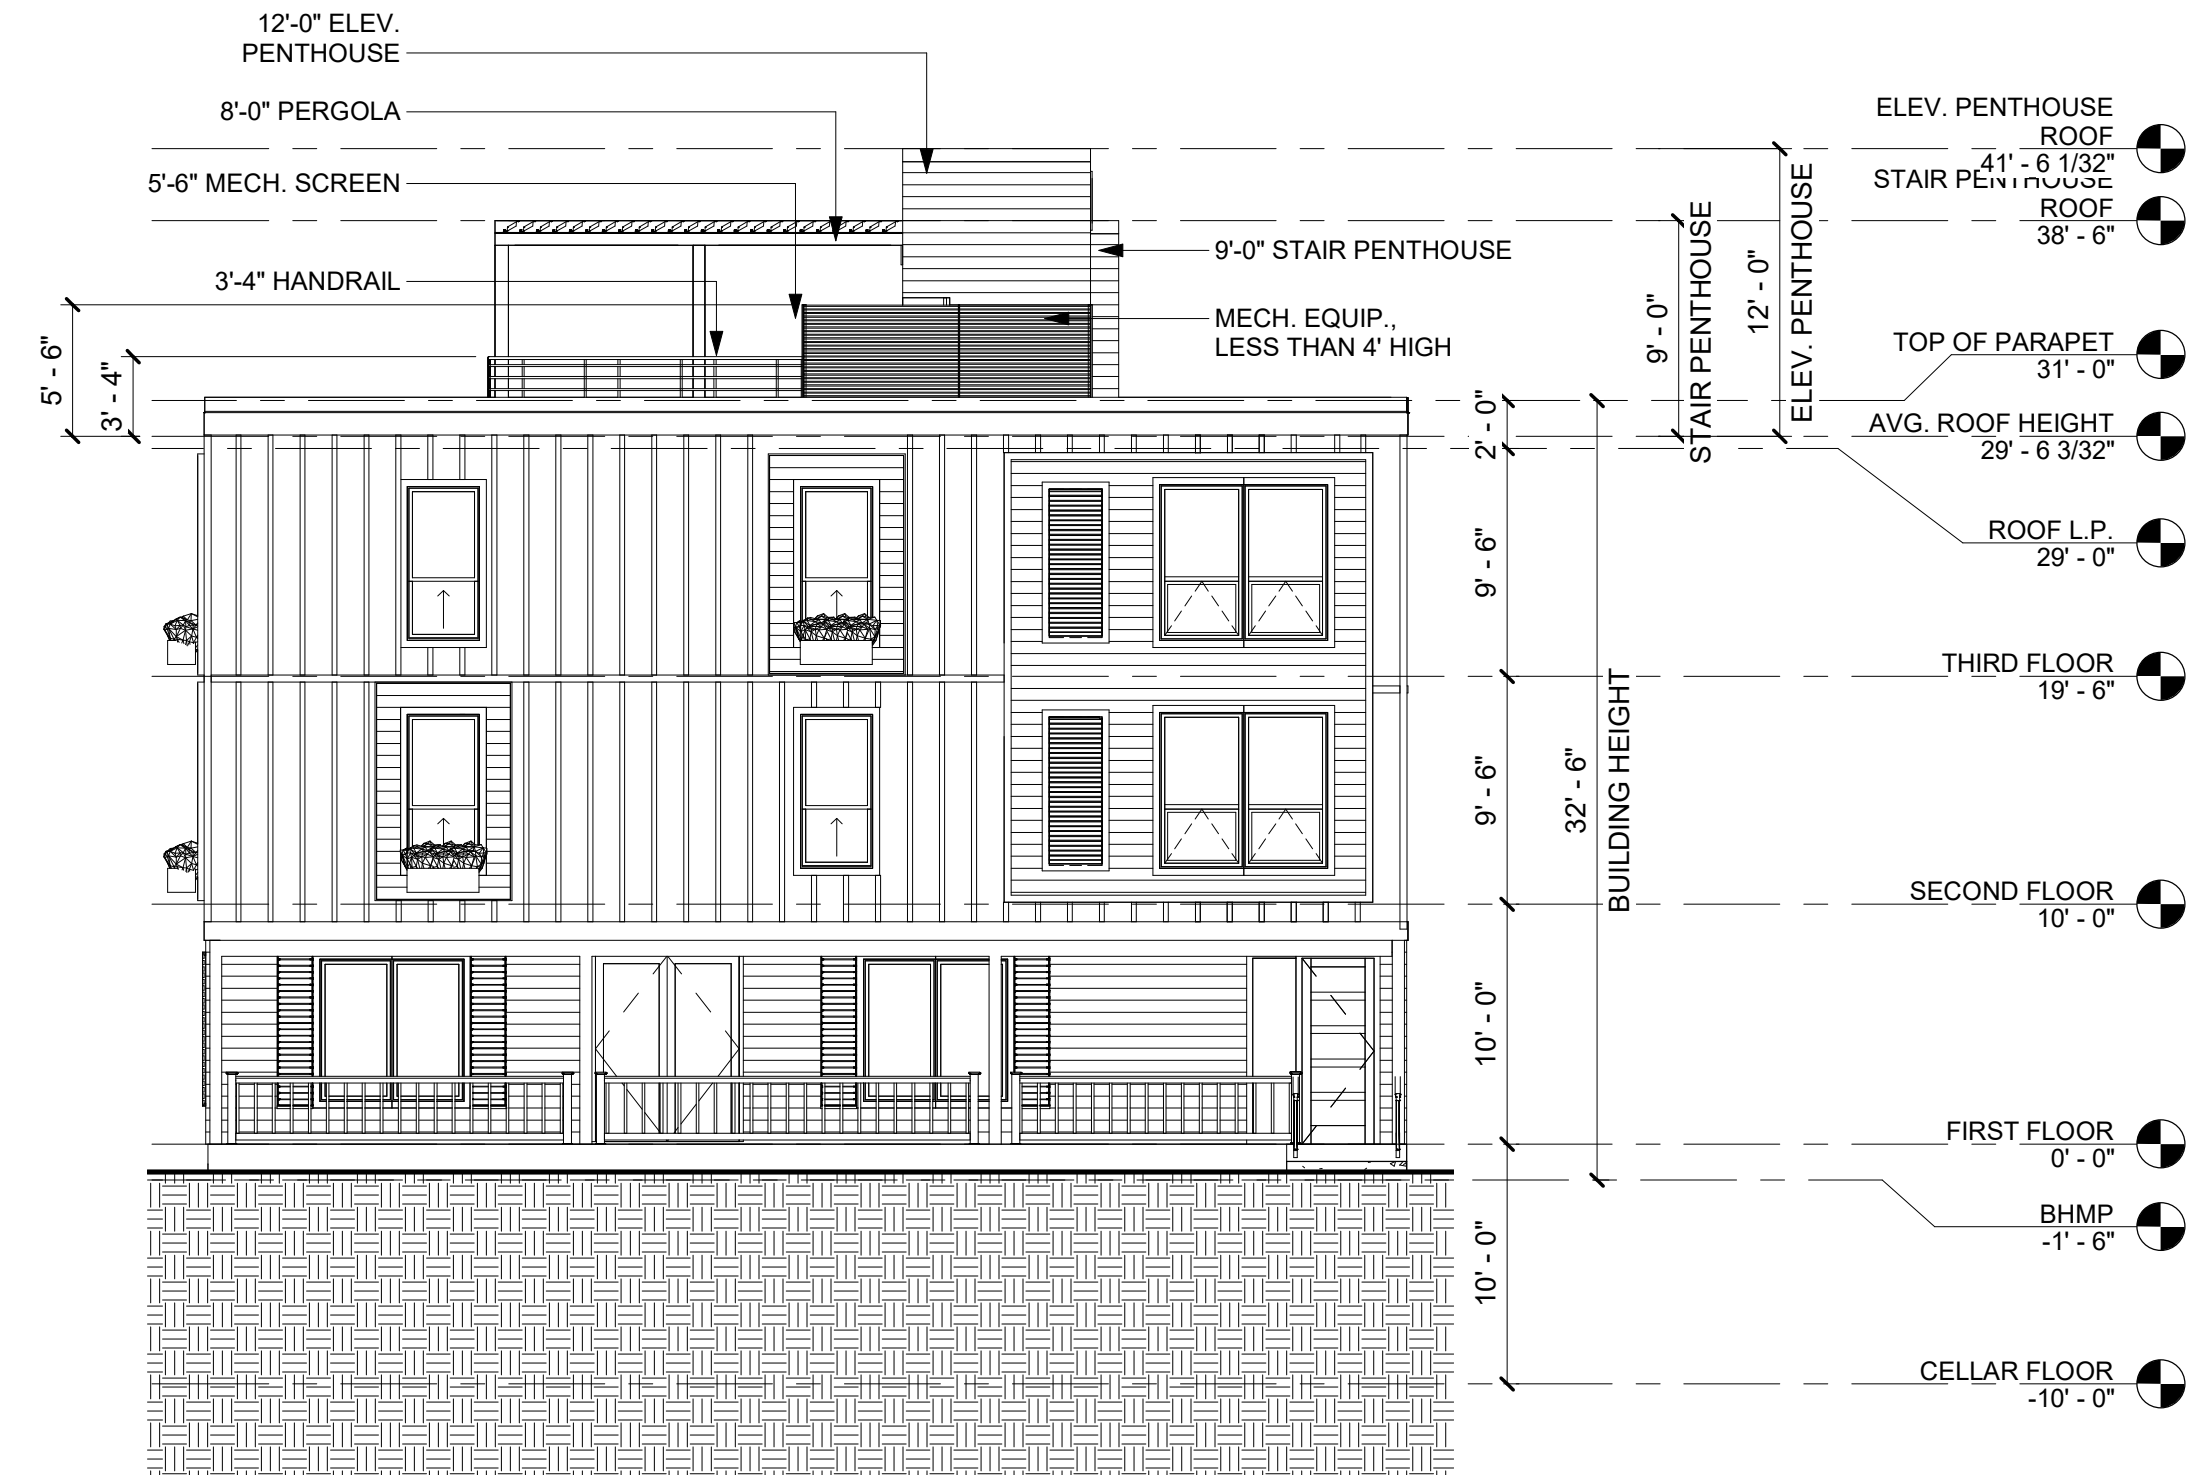 12'-0" ELEV.
PENTHOUSE
8'-0" PERGOLA
5'-6" MECH. SCREEN
3'-4" HANDRAIL
9'-0" STAIR PENTHOUSE
MECH. EQUIP.,
LESS THAN 4' HIGH
5' - 6"
3' - 4"
2' - 0"
9' - 6"
9' - 6"
10' - 0"
10' - 0"
32' - 6"
BUILDING HEIGHT
9' - 0"
STAIR PENTHOUSE
12' - 0"
ELEV. PENTHOUSE
ELEV. PENTHOUSE
ROOF
41' - 6 1/32"
STAIR PENTHOUSE
ROOF
38' - 6"
TOP OF PARAPET
31' - 0"
AVG. ROOF HEIGHT
29' - 6 3/32"
ROOF L.P.
29' - 0"
THIRD FLOOR
19' - 6"
SECOND FLOOR
10' - 0"
FIRST FLOOR
0' - 0"
BHMP
-1' - 6"
CELLAR FLOOR
-10' - 0"